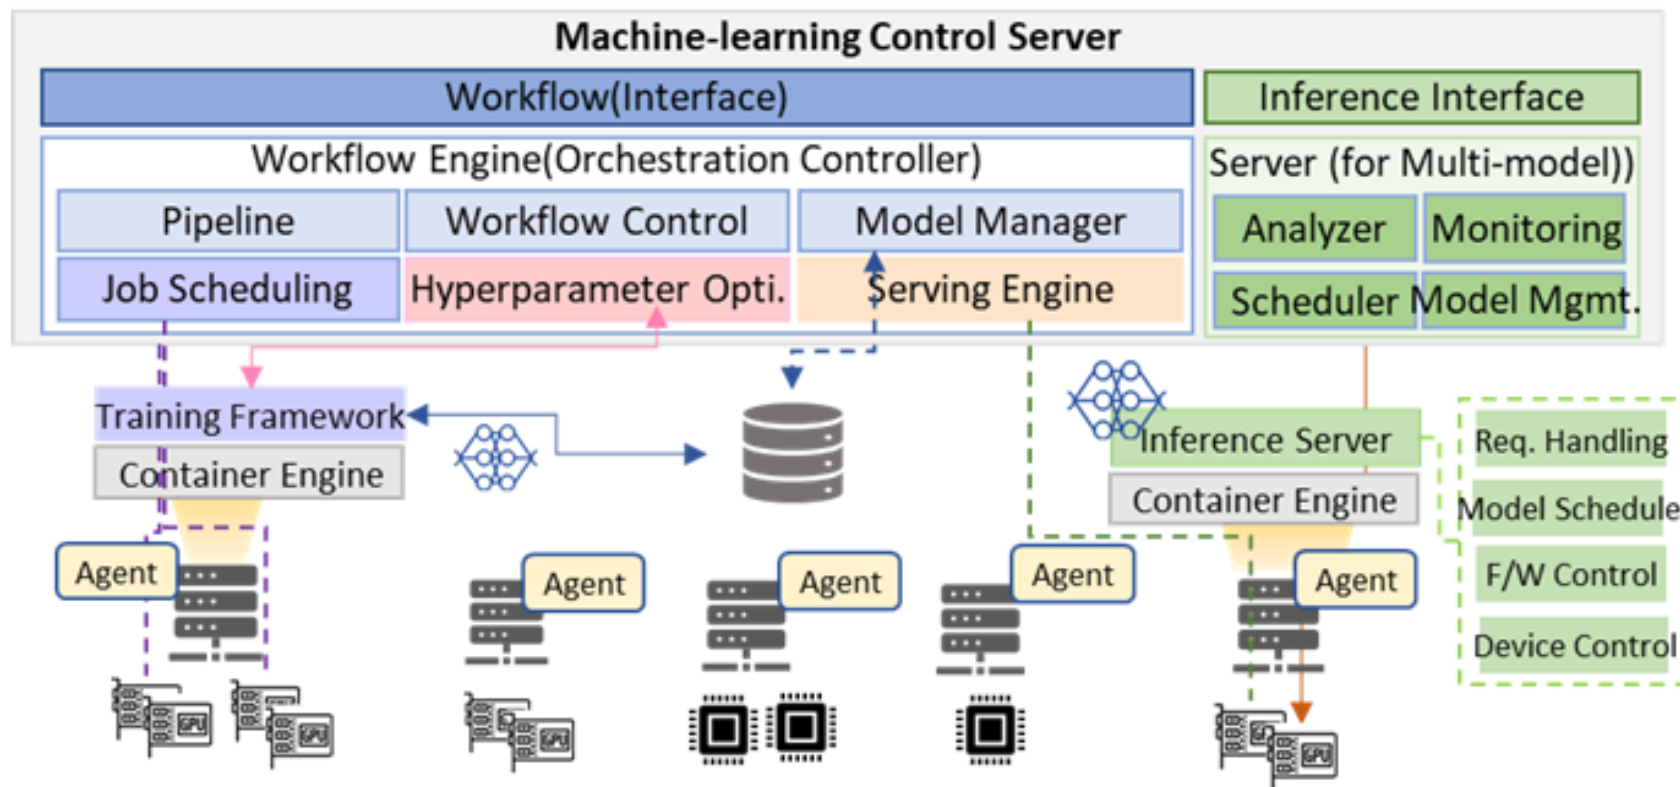 Machine-learning Control Server
Workflow(Interface)
Inference Interface
Workflow Engine(Orchestration Controller)
Server (for Multi-model))
Pipeline
Workflow Control
Model Manager
Analyzer
Monitoring
Job Scheduling
Hyperparameter Opti.
Serving Engine
Scheduler
Model Mgmt.
Training Framework
Container Engine
Inference Server
Container Engine
Req. Handling
Model Schedule
F/W Control
Device Control
Agent
Agent
Agent
Agent
Agent
GPU
GPU
GPU
GPU